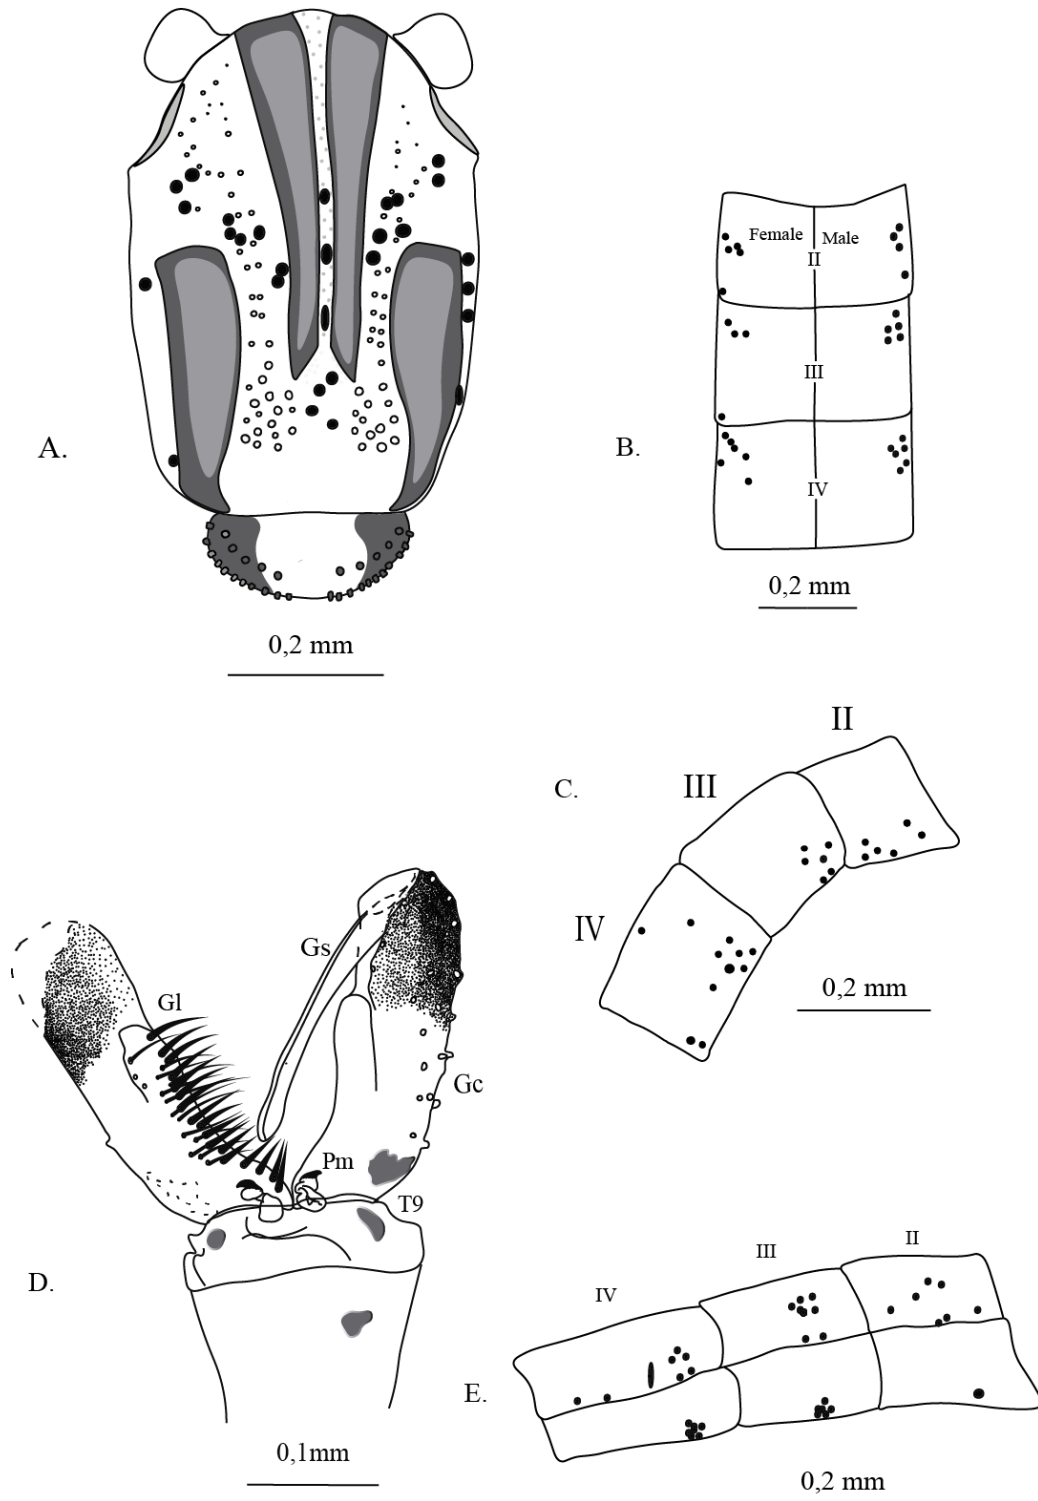 A.
0,2 mm
Female Male
II
III
IV
B.
0,2 mm
C.
II
III
IV
0,2 mm
Gs
Gl
Gc
Pm
T9
D.
0,1mm
II
III
IV
E.
0,2 mm